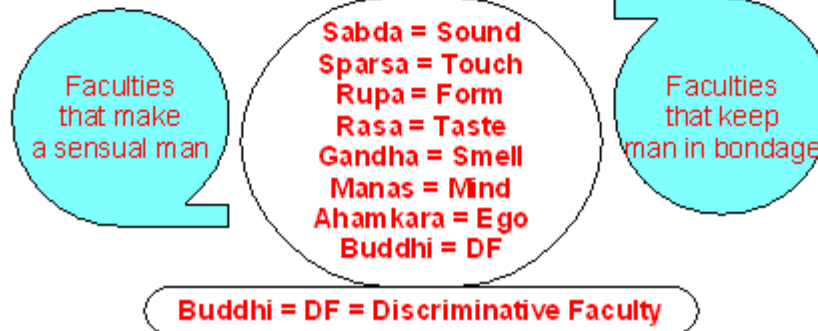 Faculties
that make
a sensual man
Sabda = Sound
Sparsa = Touch
Rupa = Form
Rasa = Taste
Gandha = Smell
Manas = Mind
Ahamkara = Ego
Buddhi = DF
Faculties
that keep
man in bondage
Buddhi = DF = Discriminative Faculty